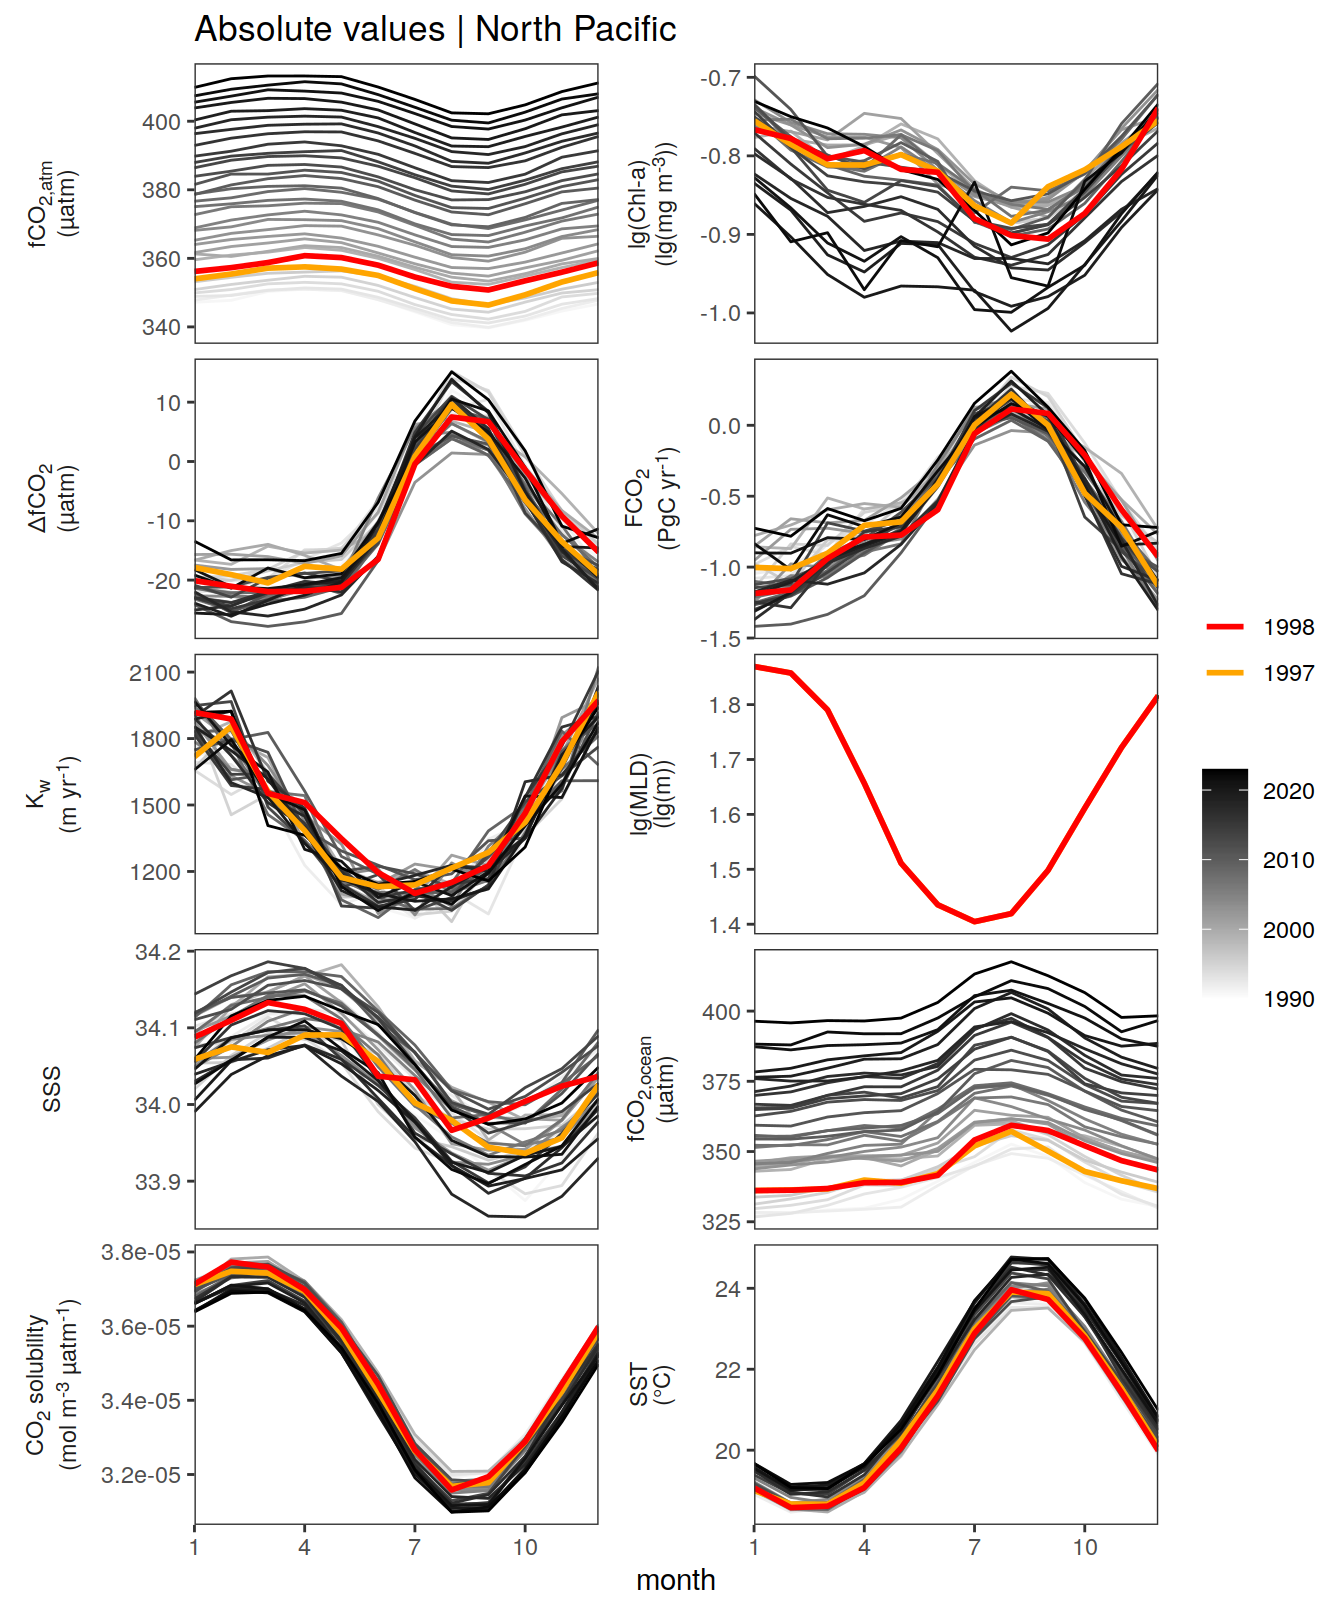 Absolute values | North Pacific
fCO2,atm
(µatm)
400
380
360
340
lg(Chl-a)
(lg(mg m-3))
-0.7
-0.8
-0.9
-1.0
ΔfCO2
(µatm)
10
0
-10
-20
FCO2
(PgC yr-1)
0.0
-0.5
-1.0
-1.5
Kw
(m yr-1)
2100
1800
1500
1200
lg(MLD)
(lg(m))
1.8
1.7
1.6
1.5
1.4
SSS
34.2
34.1
34.0
33.9
fCO2,ocean
(µatm)
400
375
350
325
CO2 solubility
(mol m-3 µatm-1)
3.8e-05
3.6e-05
3.4e-05
3.2e-05
SST
(°C)
24
22
20
1 4 7 10
1 4 7 10
month
1998
1997
2020
2010
2000
1990